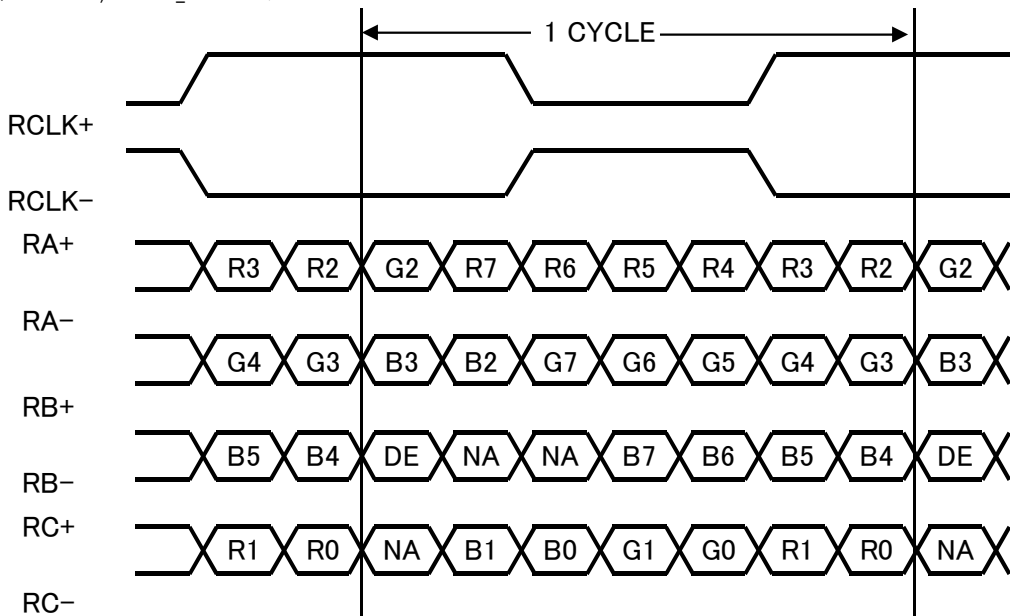 1 CYCLE
RCLK+
RCLK-
RA+
R3 R2 G2 R7 R6 R5 R4 R3 R2 G2
RA-
G4 G3 B3 B2 G7 G6 G5 G4 G3 B3
RB+
B5 B4 DE NA NA B7 B6 B5 B4 DE
RB-
RC+
R1 R0 NA B1 B0 G1 G0 R1 R0 NA
RC-